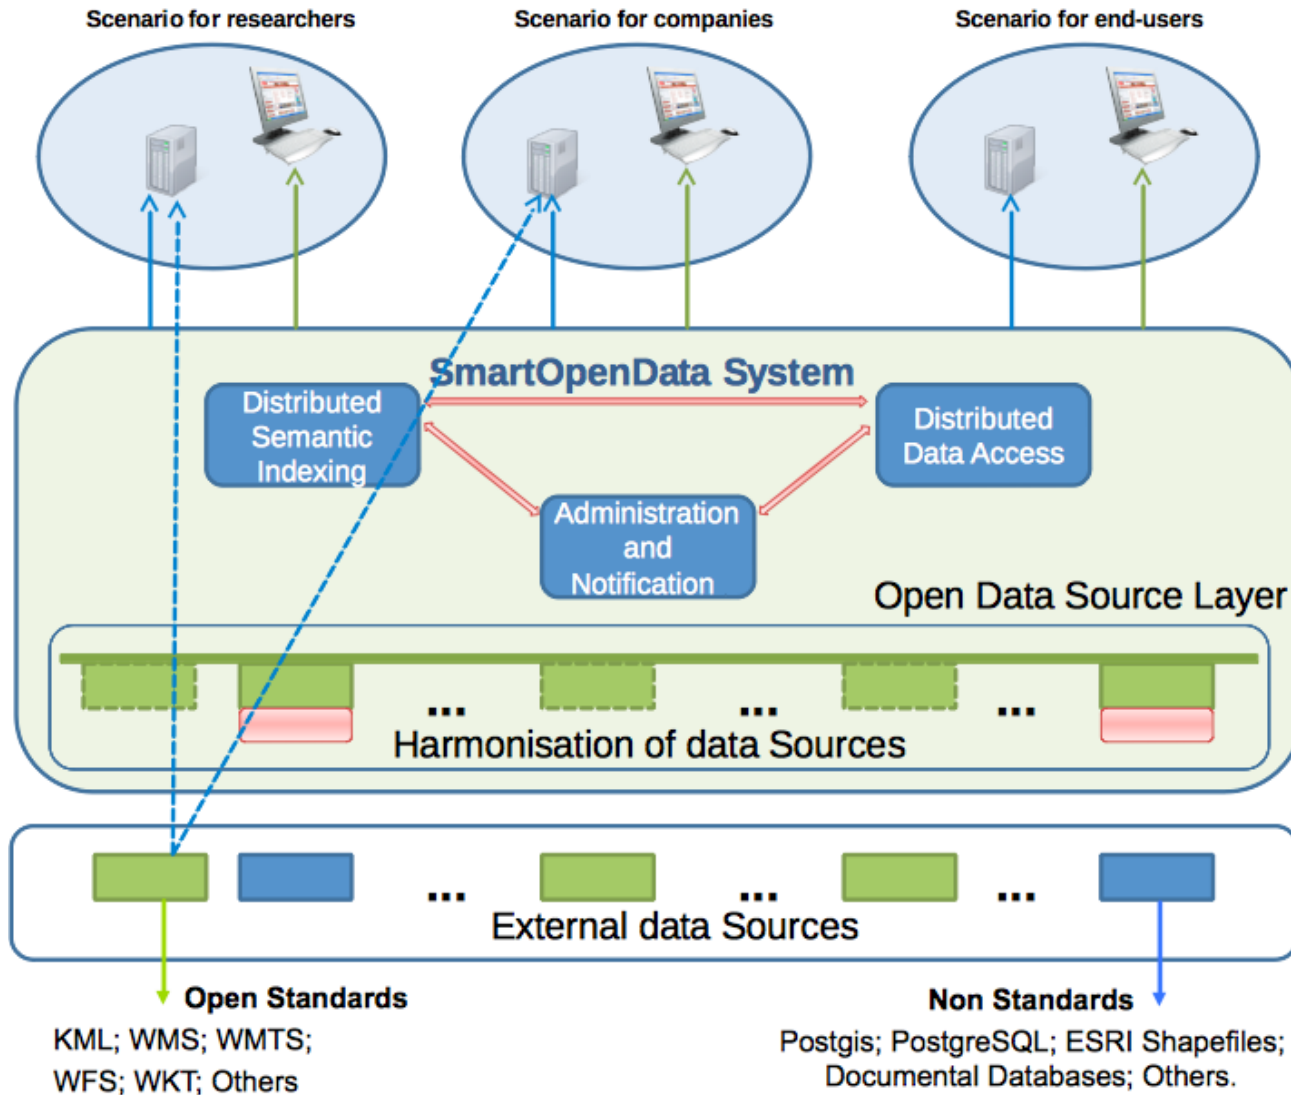 Scenario for researchers
Scenario for companies
Scenario for end-users
SmartOpenData System
Distributed
Semantic
Indexing
Distributed
Data Access
Administration
and
Notification
Open Data Source Layer
... ... ...
Harmonisation of data Sources
... ... ...
External data Sources
Open Standards
KML; WMS; WMTS;
WFS; WKT; Others
Non Standards
Postgis; PostgreSQL; ESRI Shapefiles;
Documental Databases; Others.